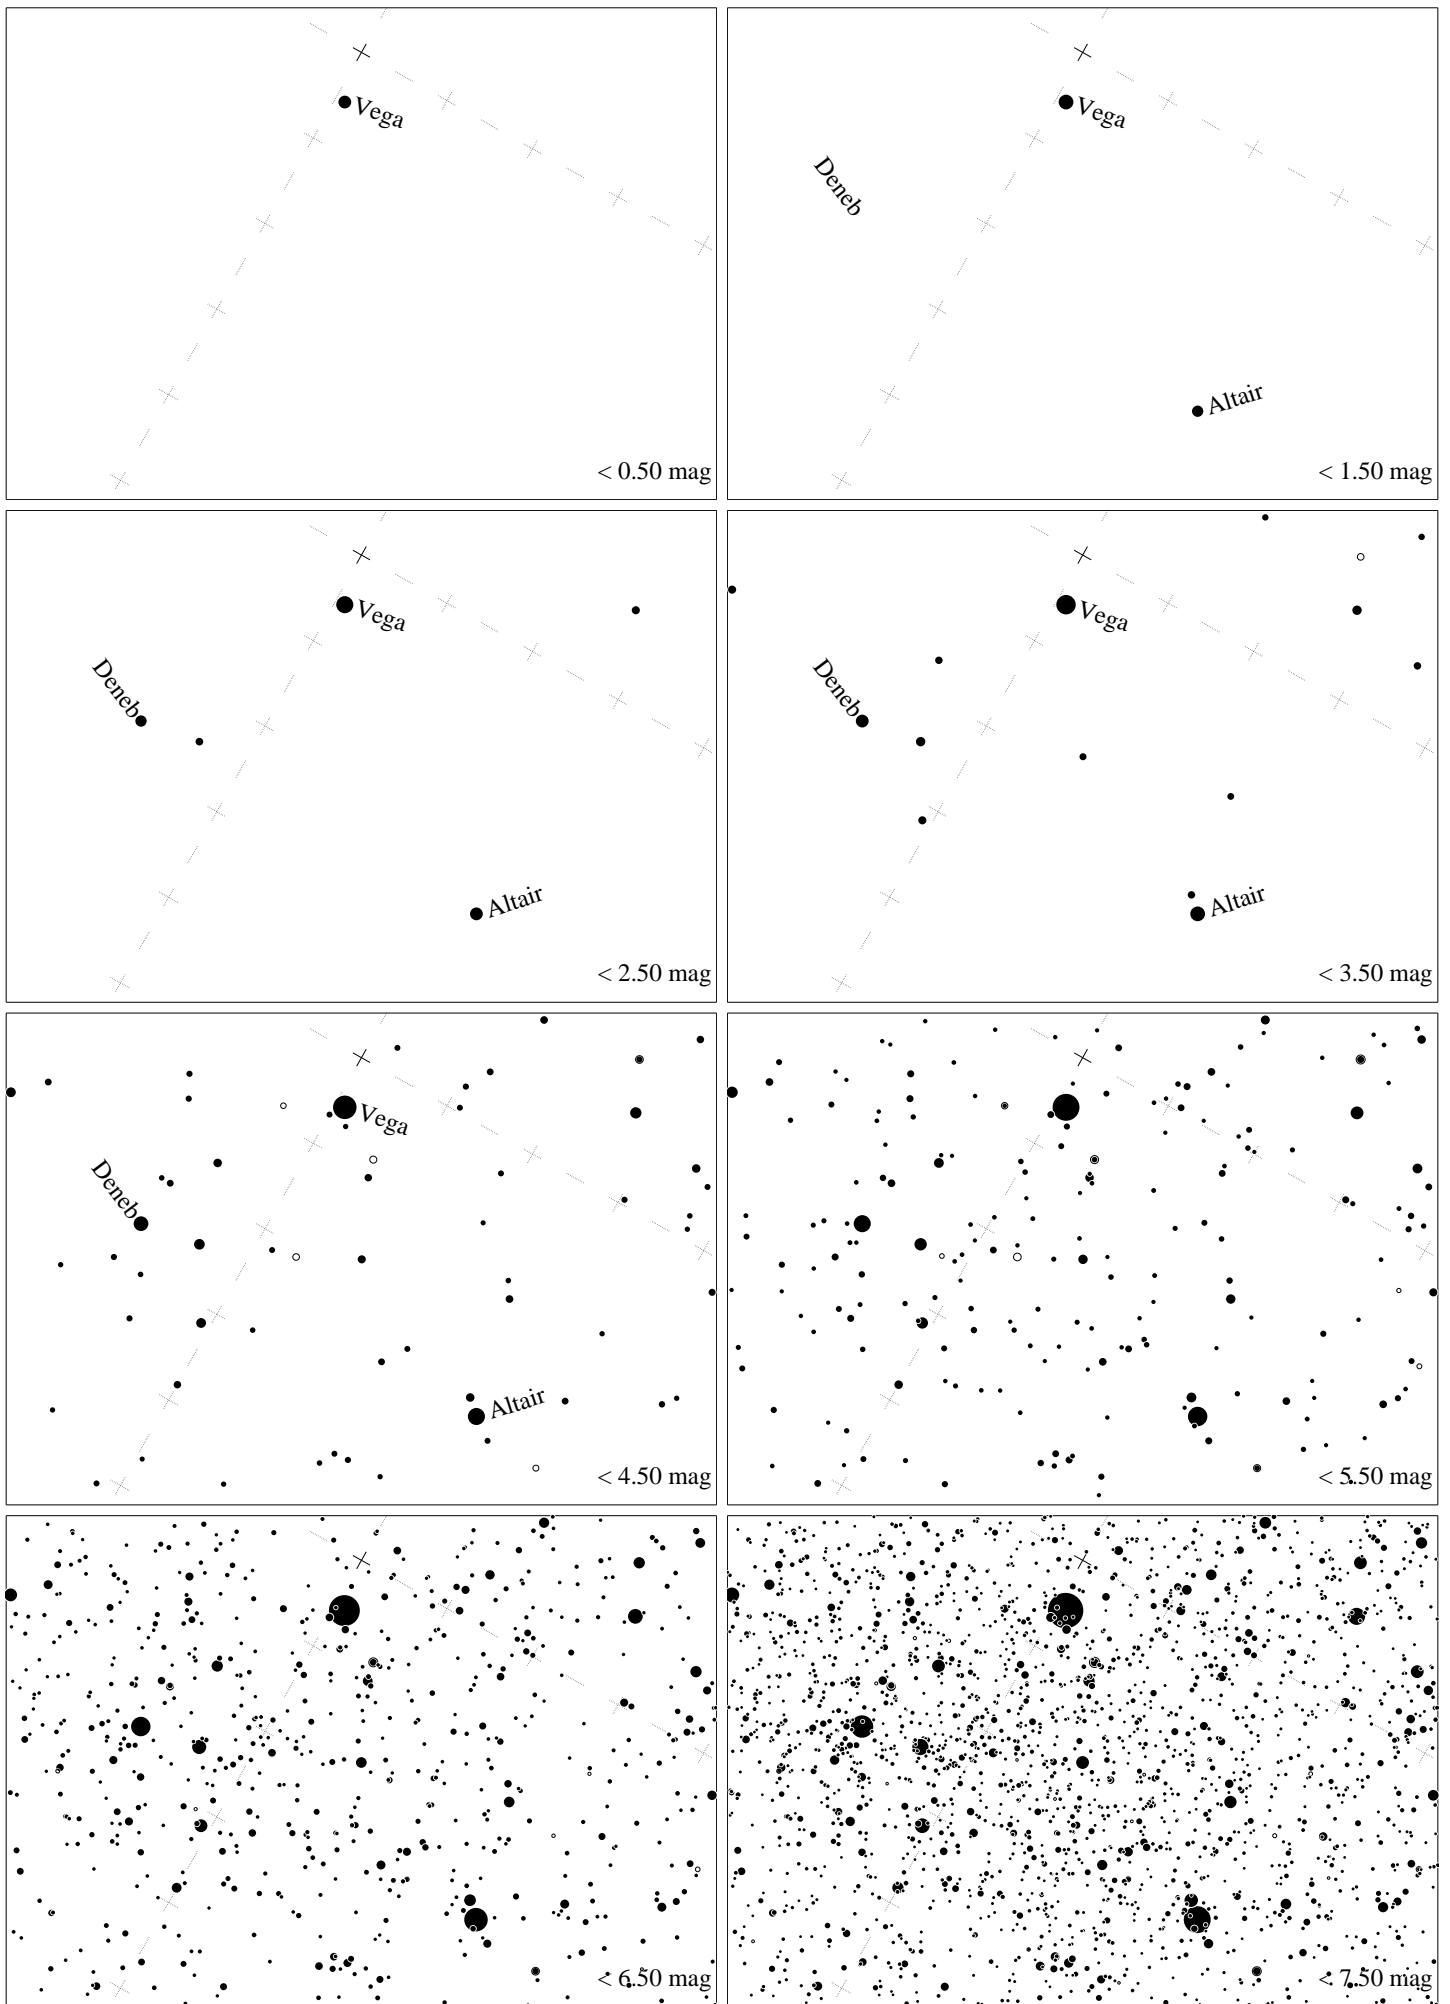 Vega
< 0.50 mag
Vega
Deneb
Altair
< 1.50 mag
Vega
Deneb
Altair
< 2.50 mag
Vega
Deneb
Altair
< 3.50 mag
Vega
Deneb
Altair
< 4.50 mag
< 5.50 mag
< 6.50 mag
< 7.50 mag